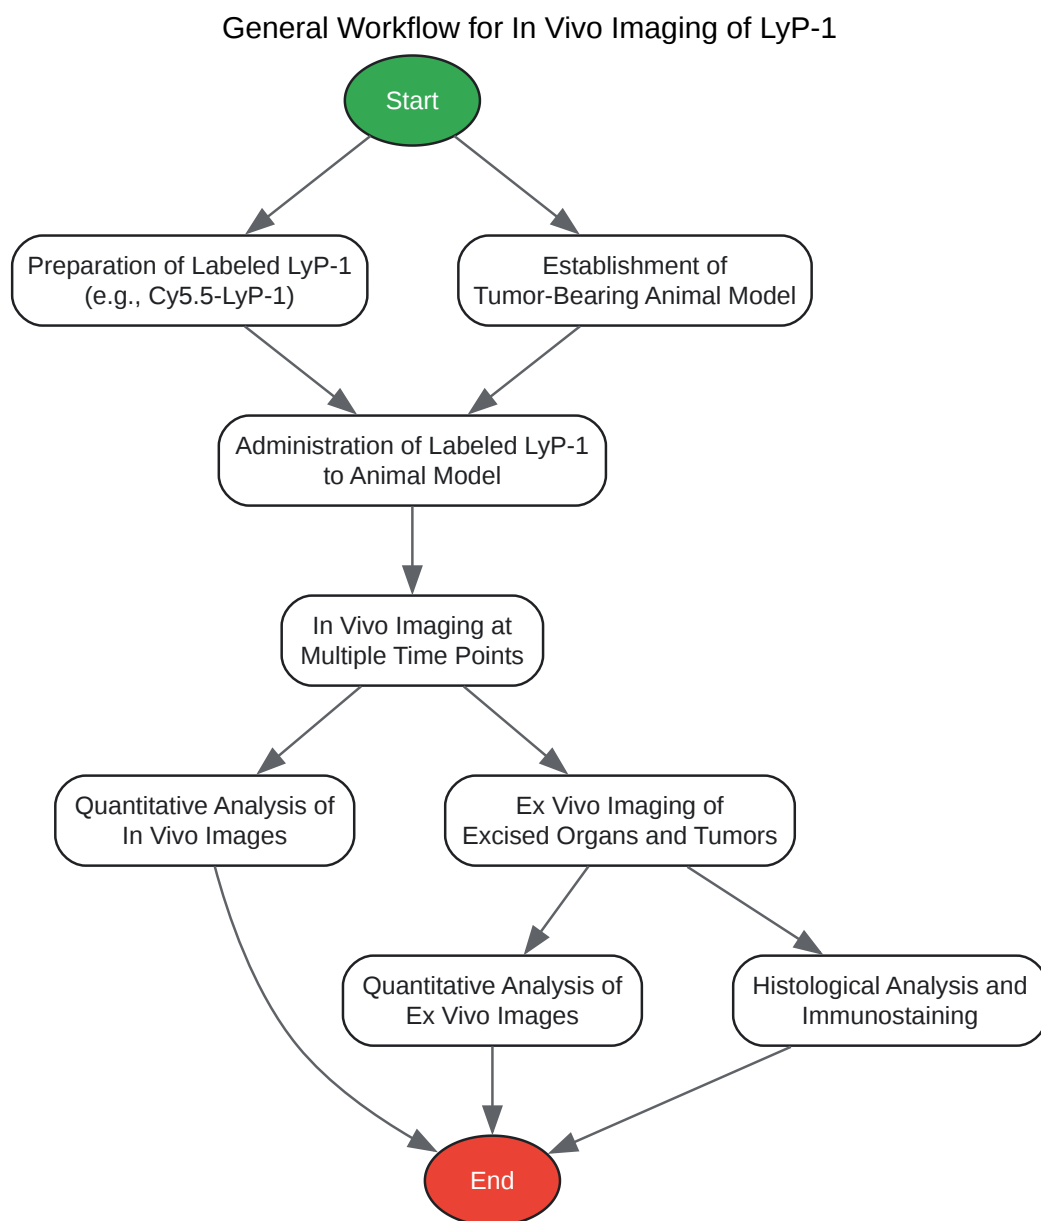 General Workflow for In Vivo Imaging of LyP-1
Start
Preparation of Labeled LyP-1
(e.g., Cy5.5-LyP-1)
Establishment of
Tumor-Bearing Animal Model
Administration of Labeled LyP-1
to Animal Model
In Vivo Imaging at
Multiple Time Points
Quantitative Analysis of
In Vivo Images
Ex Vivo Imaging of
Excised Organs and Tumors
Quantitative Analysis of
Ex Vivo Images
Histological Analysis and
Immunostaining
End